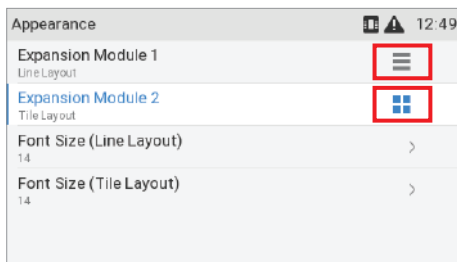 Appearance 12:49
Expansion Module 1
Line Layout
Expansion Module 2
Tile Layout
Font Size (Line Layout)
14
Font Size (Tile Layout)
14